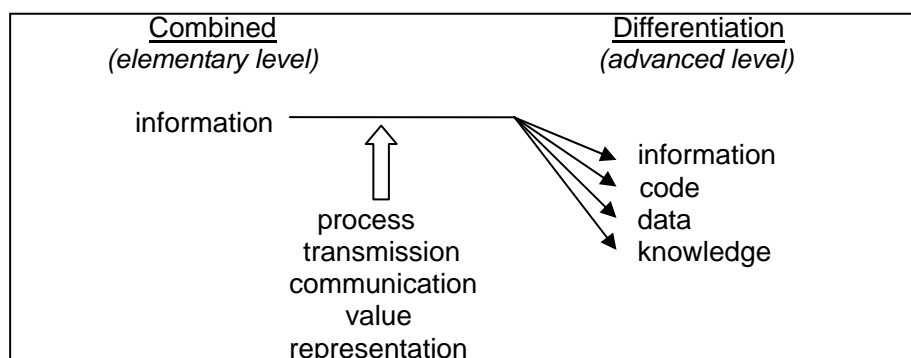 Combined
(elementary level)
Differentiation
(advanced level)
information
process
transmission
communication
value
representation
information
code
data
knowledge